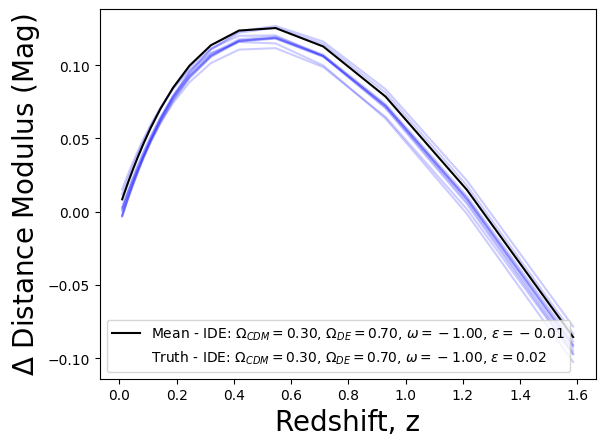 Δ Distance Modulus (Mag)
0.10
0.05
0.00
−0.05
−0.10
Mean - IDE: Ω_CDM = 0.30, Ω_DE = 0.70, ω = −1.00, ε = −0.01
Truth - IDE: Ω_CDM = 0.30, Ω_DE = 0.70, ω = −1.00, ε = 0.02
0.0 0.2 0.4 0.6 0.8 1.0 1.2 1.4 1.6
Redshift, z